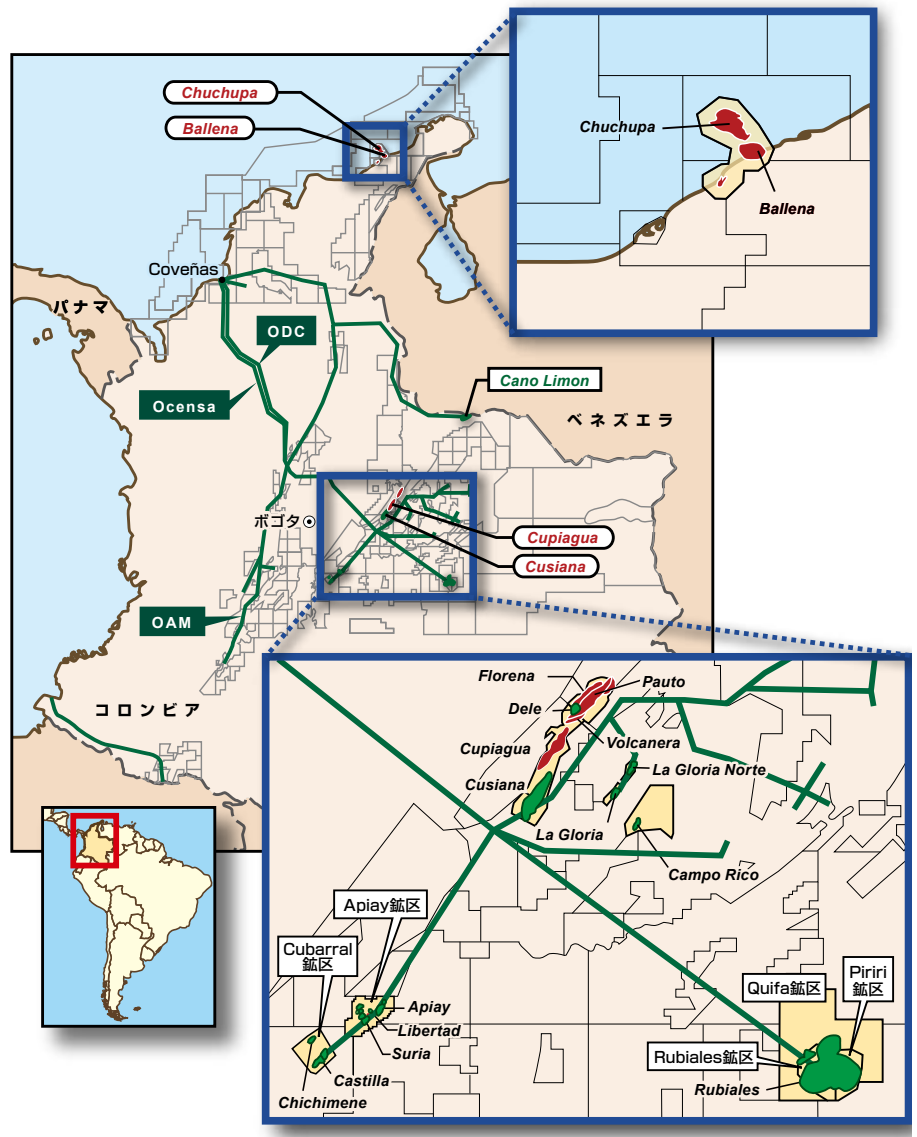 Chuchupa
Ballena
Chuchupa
Ballena
Coveñas
パナマ
ODC
Ocensa
Cano Limon
ベネズエラ
ボゴタ
Cupiagua
Cusiana
OAM
コロンビア
Florena
Pauto
Dele
Volcanera
Cupiagua
La Gloria Norte
Cusiana
La Gloria
Campo Rico
Apiay鉱区
Cubarral
鉱区
Apiay
Libertad
Suria
Castilla
Chichimene
Quifa鉱区
Piriri
鉱区
Rubiales鉱区
Rubiales